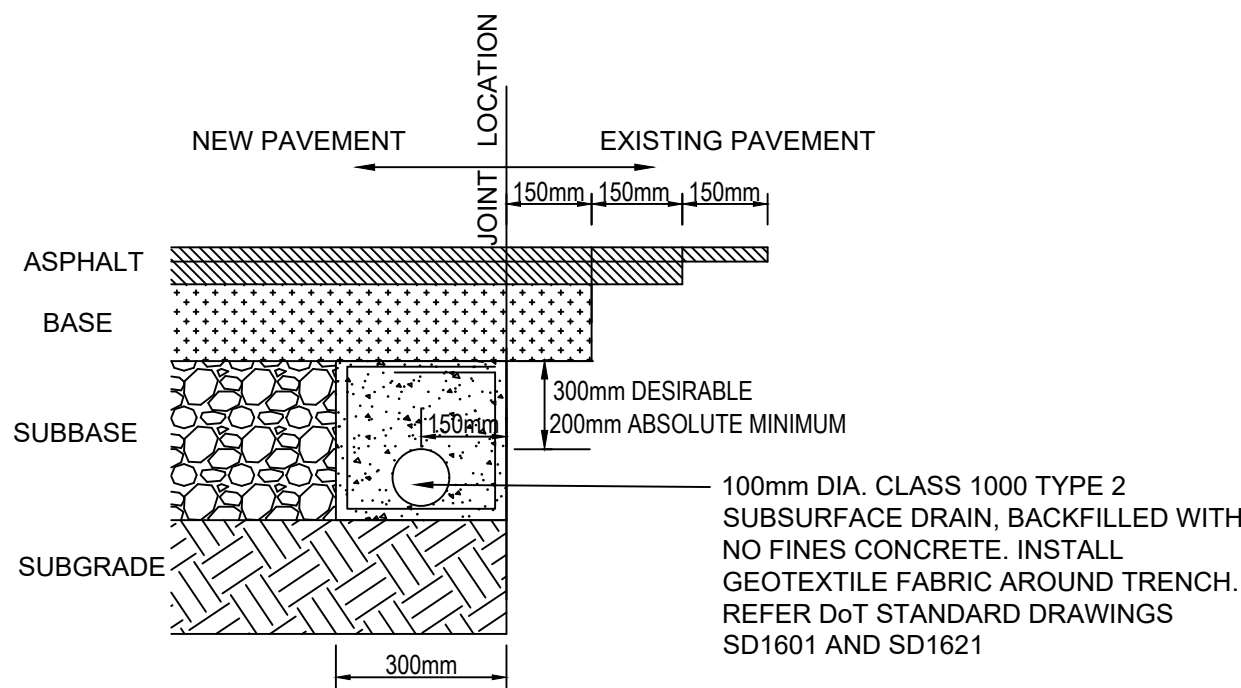 JOINT LOCATION
NEW PAVEMENT
EXISTING PAVEMENT
150mm
150mm
150mm
ASPHALT
BASE
300mm DESIRABLE
200mm ABSOLUTE MINIMUM
150mm
SUBBASE
100mm DIA. CLASS 1000 TYPE 2
SUBSURFACE DRAIN, BACKFILLED WITH
NO FINES CONCRETE. INSTALL
GEOTEXTILE FABRIC AROUND TRENCH.
REFER DoT STANDARD DRAWINGS
SD1601 AND SD1621
SUBGRADE
300mm